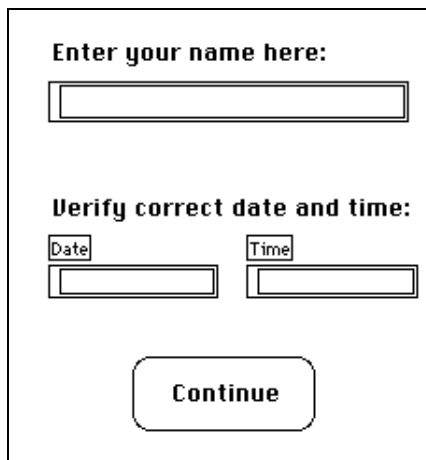 Enter your name here:
Verify correct date and time:
Date Time
Continue